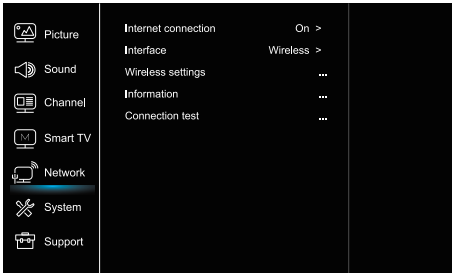 Picture
Sound
Channel
M Smart TV
Network
System
Support
Internet connection On >
Interface Wireless >
Wireless settings ...
Information ...
Connection test ...